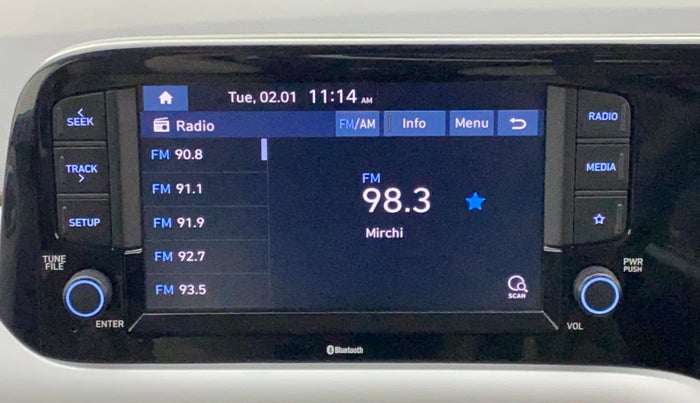 Tue, 02.01 11:14 AM
SEEK
Radio
FM/AM
Info
Menu
RADIO
FM 90.8
TRACK
FM 91.1
FM
98.3
MEDIA
Mirchi
SETUP
FM 91.9
FM 92.7
FM 93.5
SCAN
TUNE
FILE
ENTER
PWR
PUSH
VOL
Bluetooth